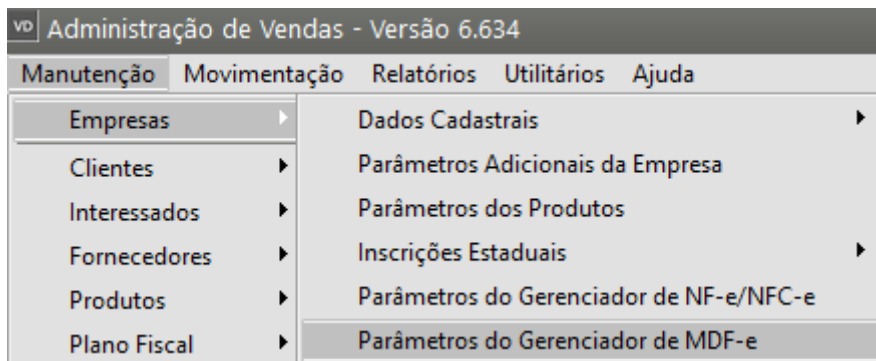 VD Administração de Vendas - Versão 6.634
Manutenção Movimentação Relatórios Utilitários Ajuda
Empresas
Clientes
Interessados
Fornecedores
Produtos
Plano Fiscal
Dados Cadastrais
Parâmetros Adicionais da Empresa
Parâmetros dos Produtos
Inscrições Estaduais
Parâmetros do Gerenciador de NF-e/NFC-e
Parâmetros do Gerenciador de MDF-e